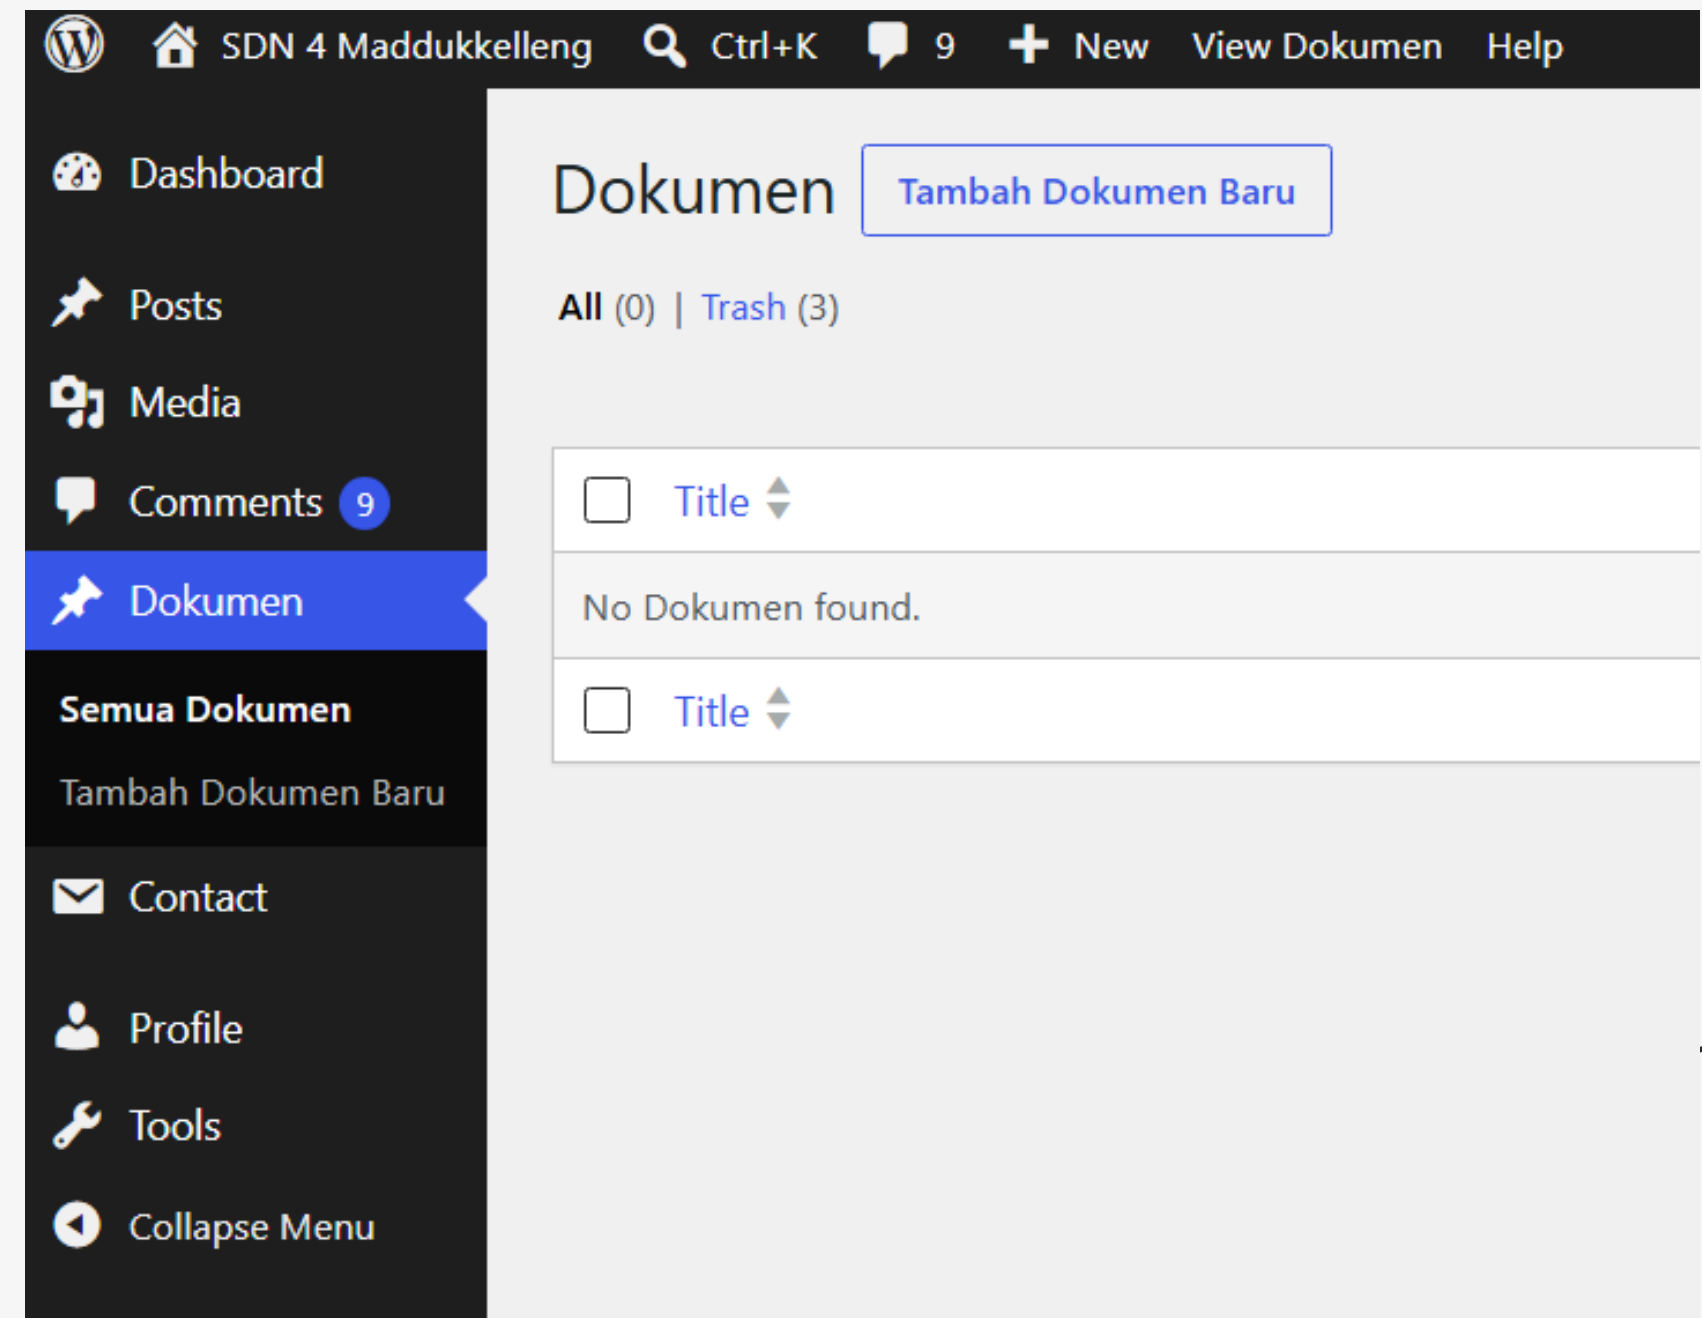 SDN 4 Maddukkelleng Ctrl+K 9 New View Dokumen Help
Dashboard
Posts
Media
Comments 9
Dokumen
Semua Dokumen
Tambah Dokumen Baru
Contact
Profile
Tools
Collapse Menu
Dokumen Tambah Dokumen Baru
All (0) | Trash (3)
Title
No Dokumen found.
Title